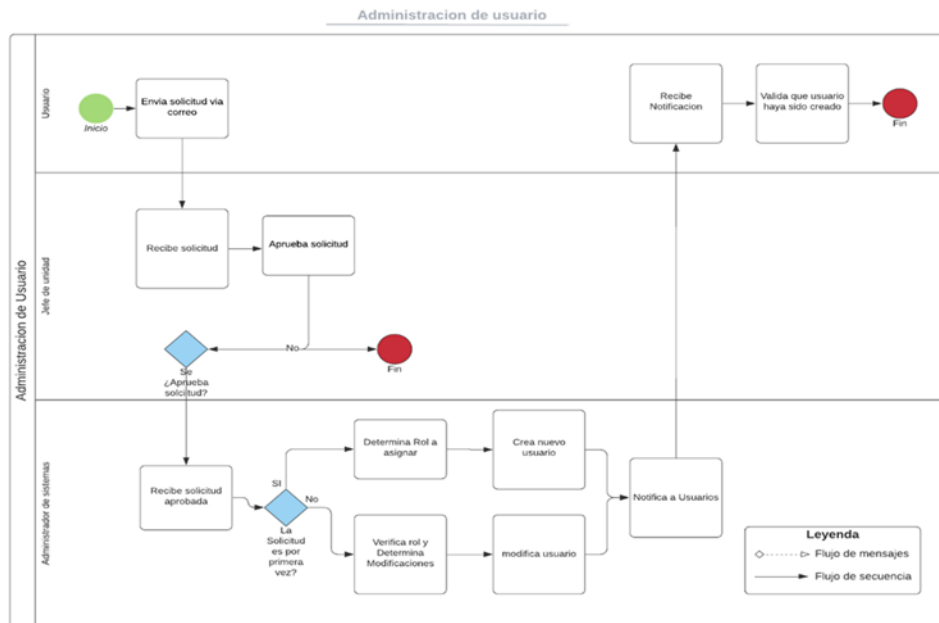 Administracion de usuario
Administracion de Usuario
Usuario
Inicio
Envia solicitud via
correo
Recibe
Notificacion
Valida que usuario
haya sido creado
Fin
Jefe de unidad
Recibe solicitud
Aprueba solicitud
No
Fin
Se
¿Aprueba
solcitud?
Adminstrador de sistemas
Recibe solicitud
aprobada
SI
No
La
Solicitud
es por
primera
vez?
Determina Rol a
asignar
Crea nuevo
usuario
Verifica rol y
Determina
Modificaciones
modifica usuario
Notifica a Usuarios
Leyenda
Flujo de mensajes
Flujo de secuencia